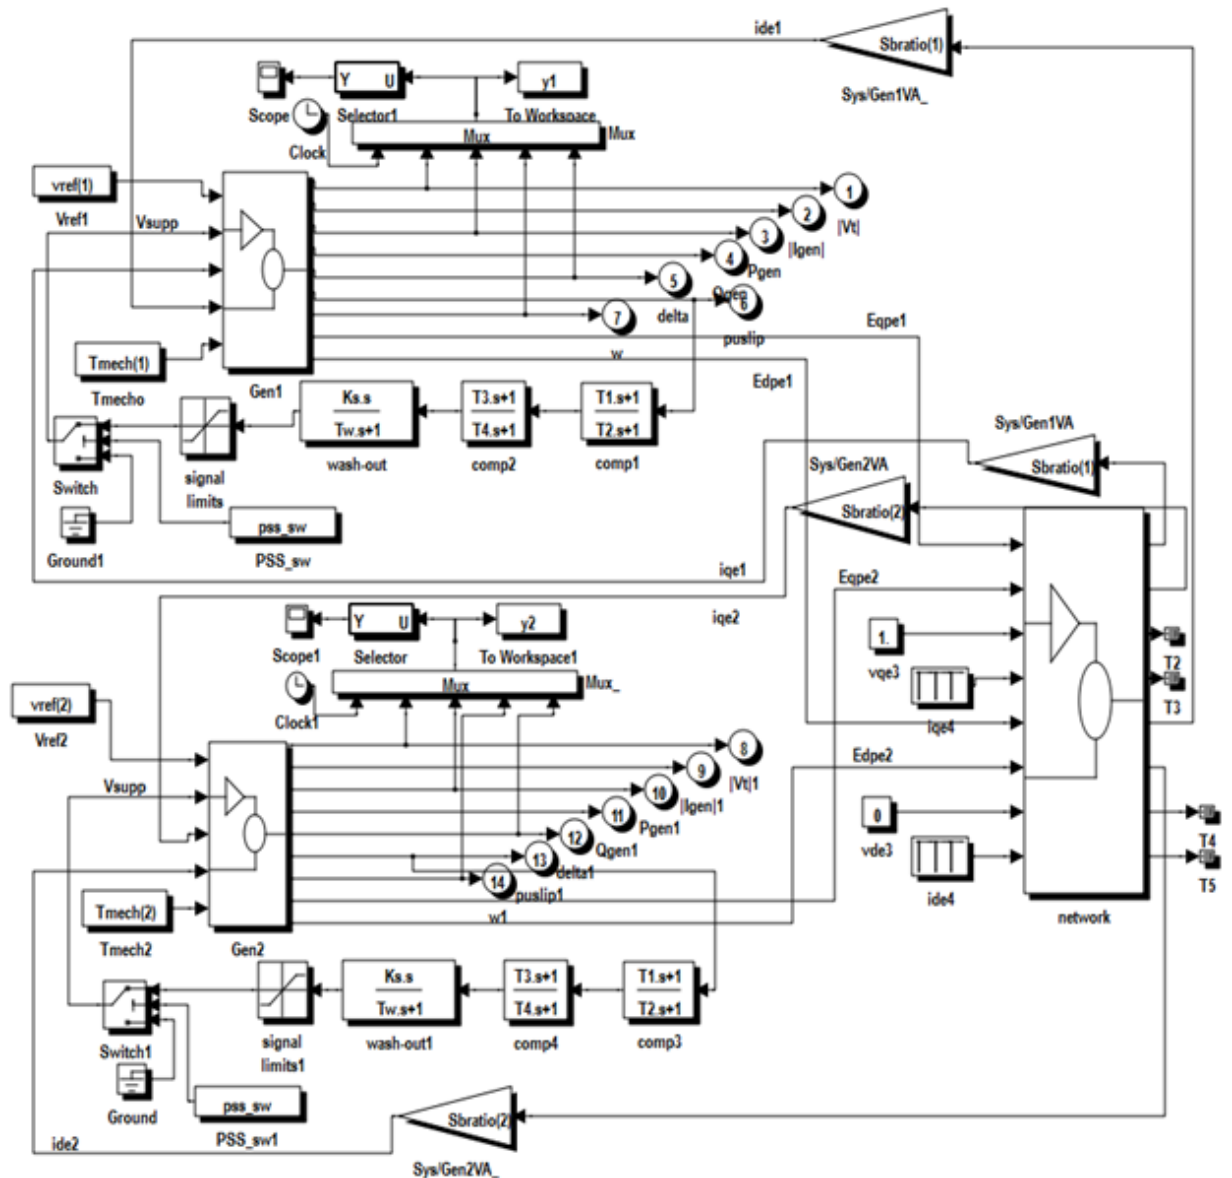 ide1
Sbratio(1)
Sys/Gen1VA_
Y U
y1
Scope
Selector1
To Workspace
Clock
Mux
Mux
vref(1)
Vref1
Vsupp
1
|Vt|
2
|Igen|
3
Pgen
4
Qgen
5
delta
6
puslip
7
w
Eqpe1
Edpe1
Tmech(1)
Tmecho
Gen1
Ks.s
Tw.s+1
wash-out
T3.s+1
T4.s+1
comp2
T1.s+1
T2.s+1
comp1
signal
limits
Switch
Ground1
pss_sw
PSS_sw
Sys/Gen1VA
Sbratio(1)
Sys/Gen2VA
Sbratio(2)
iqe1
iqe2
Eqpe2
1.
vqe3
iqe4
Edpe2
0
vde3
ide4
network
T2
T3
T4
T5
Y U
y2
Scope1
Selector
To Workspace1
Clock1
Mux
Mux_
vref(2)
Vref2
Vsupp
8
|Vt|1
9
|Igen|1
10
Pgen1
11
Qgen1
12
delta1
13
puslip1
14
w1
Tmech(2)
Tmech2
Gen2
Ks.s
Tw.s+1
wash-out1
T3.s+1
T4.s+1
comp4
T1.s+1
T2.s+1
comp3
signal
limits1
Switch1
Ground
pss_sw
PSS_sw1
ide2
Sbratio(2)
Sys/Gen2VA_